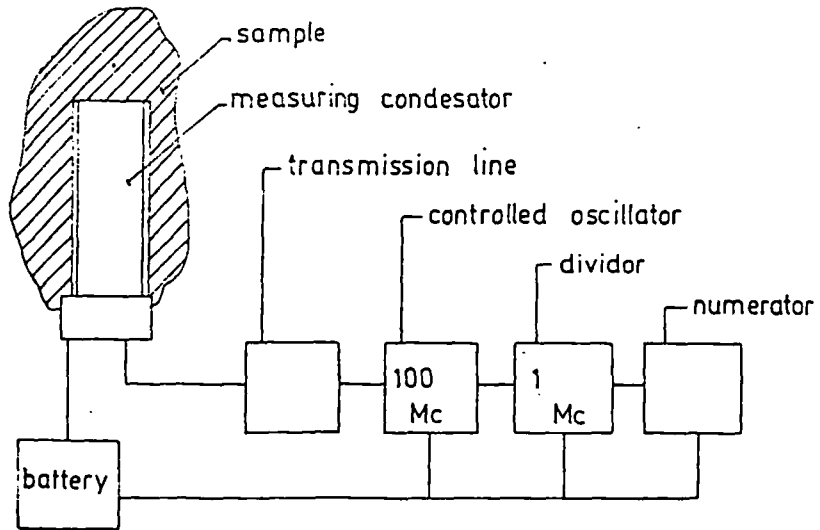 sample
measuring condesator
transmission line
controlled oscillator
dividor
numerator
100
Mc
1
Mc
battery